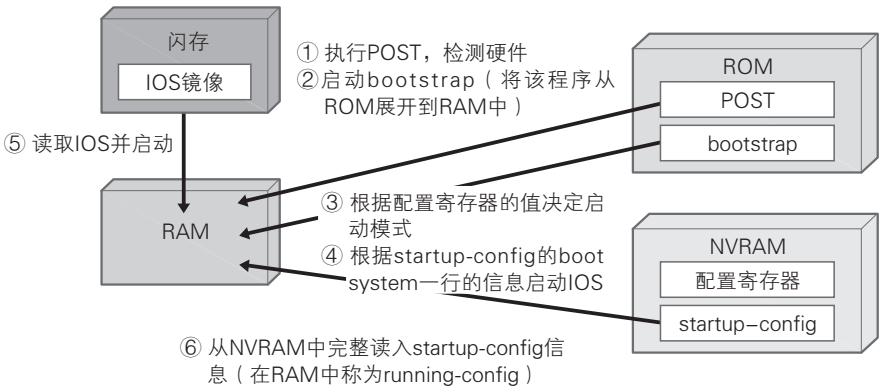 闪存
IOS镜像
① 执行POST，检测硬件
②启动bootstrap（将该程序从
ROM展开到RAM中）
ROM
POST
bootstrap
⑤ 读取IOS并启动
RAM
③ 根据配置寄存器的值决定启
动模式
④ 根据startup-config的boot
system一行的信息启动IOS
NVRAM
配置寄存器
startup-config
⑥ 从NVRAM中完整读入startup-config信
息（在RAM中称为running-config）